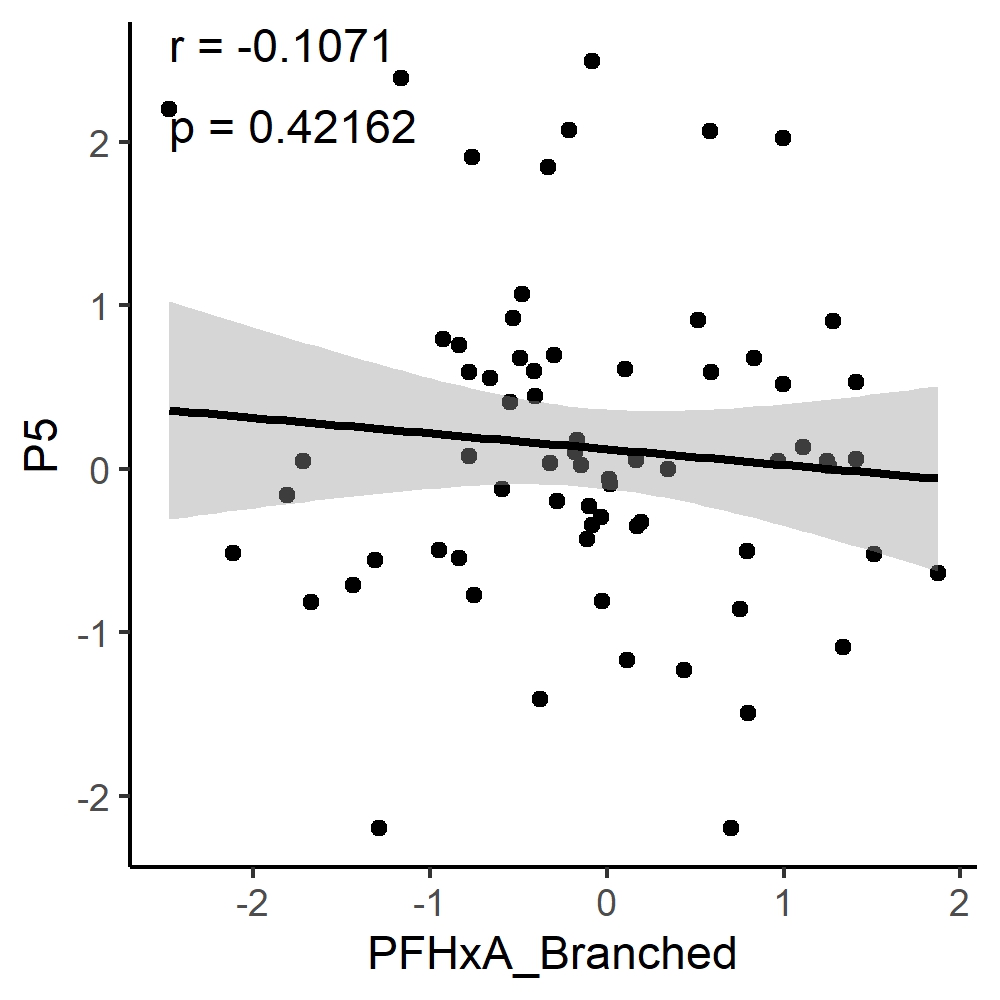 r = -0.1071
p = 0.42162
2
1
0
-1
-2
P5
-2
-1
0
1
2
PFHxA_Branched